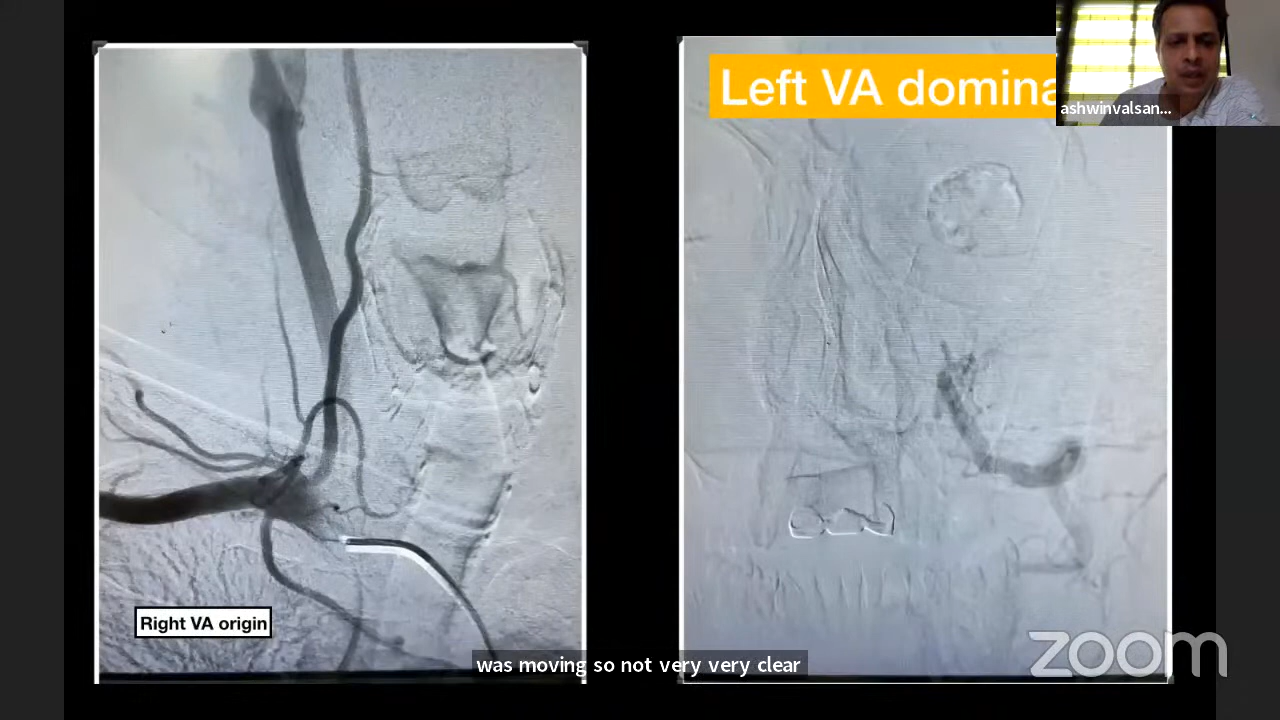 Left VA domina
ashwinvalsan...
Right VA origin
was moving so not very very clear
zoom